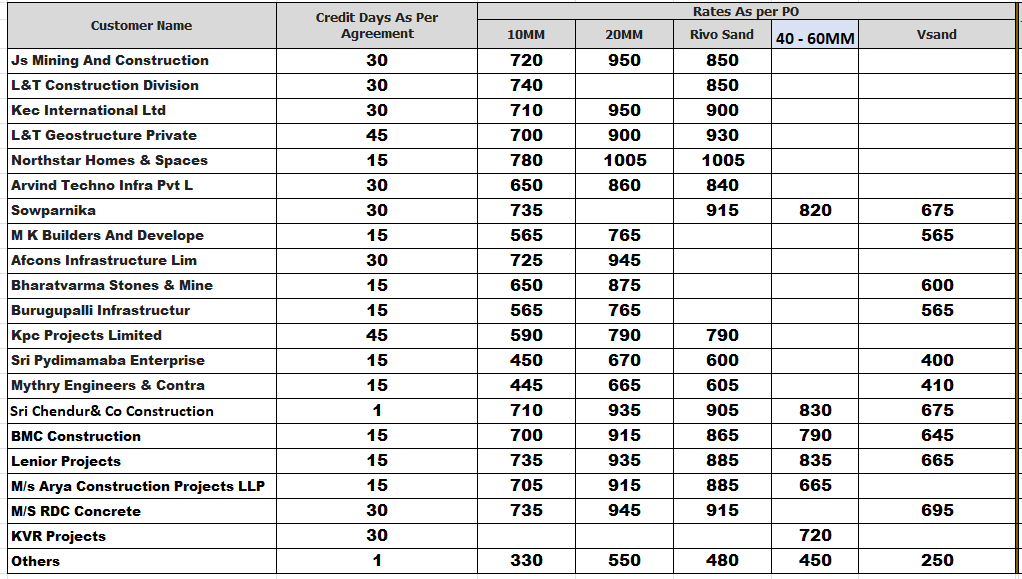 Customer Name Credit Days As Per Agreement Rates As per PO
10MM 20MM Rivo Sand 40 - 60MM Vsand
Js Mining And Construction 30 720 950 850
L&T Construction Division 30 740 850
Kec International Ltd 30 710 950 900
L&T Geostructure Private 45 700 900 930
Northstar Homes & Spaces 15 780 1005 1005
Arvind Techno Infra Pvt L 30 650 860 840
Sowparnika 30 735 915 820 675
M K Builders And Develope 15 565 765 565
Afcons Infrastructure Lim 30 725 945
Bharatvarma Stones & Mine 15 650 875 600
Burugupalli Infrastructur 15 565 765 565
Kpc Projects Limited 45 590 790 790
Sri Pydimamaba Enterprise 15 450 670 600 400
Mythry Engineers & Contra 15 445 665 605 410
Sri Chendur& Co Construction 1 710 935 905 830 675
BMC Construction 15 700 915 865 790 645
Lenior Projects 15 735 935 885 835 665
M/s Arya Construction Projects LLP 15 705 915 885 665
M/S RDC Concrete 30 735 945 915 695
KVR Projects 30 720
Others 1 330 550 480 450 250